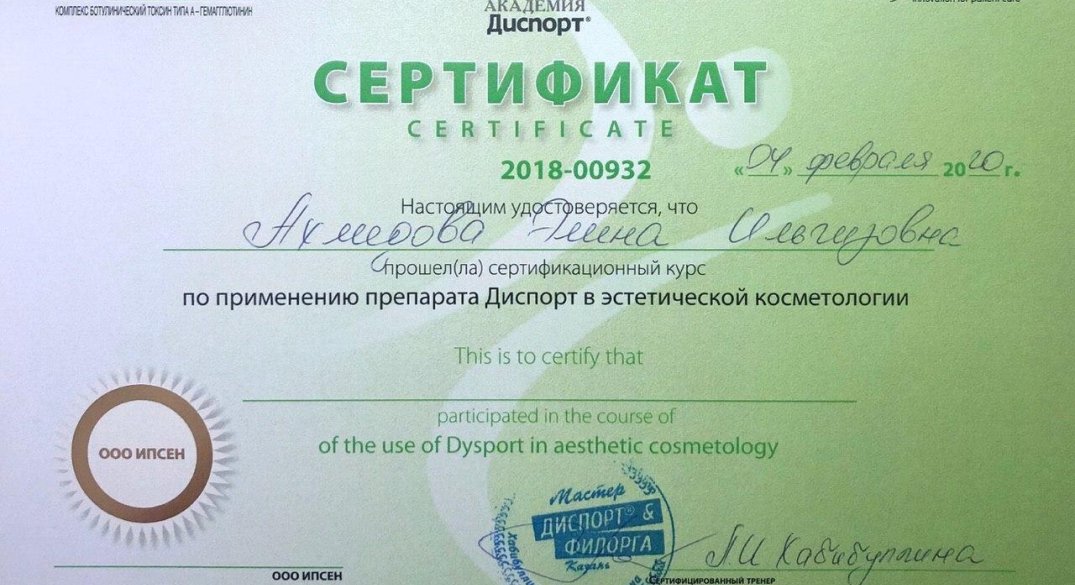 КОМПЛЕКС БОТУЛИНИЧЕСКИЙ ТОКСИН ТИПА А – ГЕМАГГЛЮТИНИН
АКАДЕМИЯ
Диспорт®
СЕРТИФИКАТ
CERTIFICATE
2018-00932
«04» февраля 2020 г.
Настоящим удостоверяется, что
Ахмедова Элина Ильгизовна
прошел(ла) сертификационный курс
по применению препарата Диспорт в эстетической косметологии
This is to certify that
participated in the course of
of the use of Dysport in aesthetic cosmetology
ООО ИПСЕН
Мастер
ДИСПОРТ® &
ФИЛОРГА
Казань
Л.И Хабибуллина
ООО ИПСЕН
СЕРТИФИЦИРОВАННЫЙ ТРЕНЕР